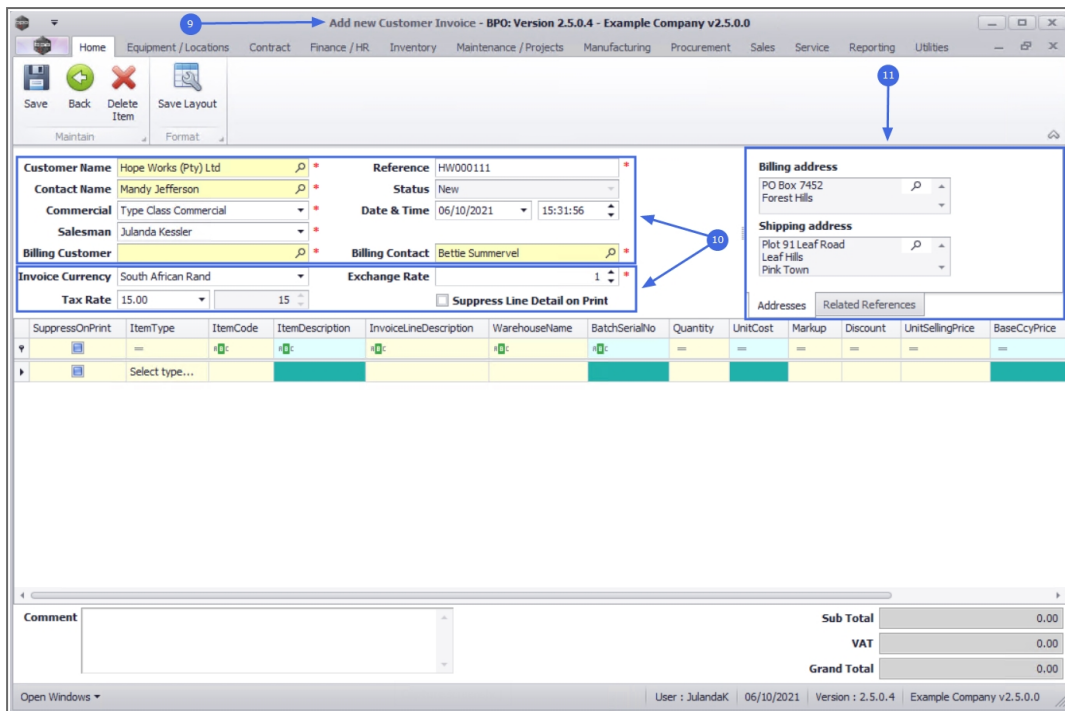 9
Add new Customer Invoice - BPO: Version 2.5.0.4 - Example Company v2.5.0.0
Home Equipment / Locations Contract Finance / HR Inventory Maintenance / Projects Manufacturing Procurement Sales Service Reporting Utilities
11
Save Back Delete Item Save Layout
Maintain Format
Customer Name Hope Works (Pty) Ltd * Reference HW000111 *
Contact Name Mandy Jefferson * Status New
Commercial Type Class Commercial * Date & Time 06/10/2021 15:31:56
Salesman Julanda Kessler *
Billing Customer * Billing Contact Bettie Summervel *
10
Invoice Currency South African Rand Exchange Rate 1 *
Tax Rate 15.00 15 Suppress Line Detail on Print
Billing address
PO Box 7452
Forest Hills
Shipping address
Plot 91 Leaf Road
Leaf Hills
Pink Town
Addresses Related References
SuppressOnPrint ItemType ItemCode ItemDescription InvoiceLineDescription WarehouseName BatchSerialNo Quantity UnitCost Markup Discount UnitSellingPrice BaseCcyPrice
= ABC ABC ABC ABC ABC = = = = = =
Select type...
Comment
Sub Total 0.00
VAT 0.00
Grand Total 0.00
Open Windows User : JulandaK 06/10/2021 Version : 2.5.0.4 Example Company v2.5.0.0